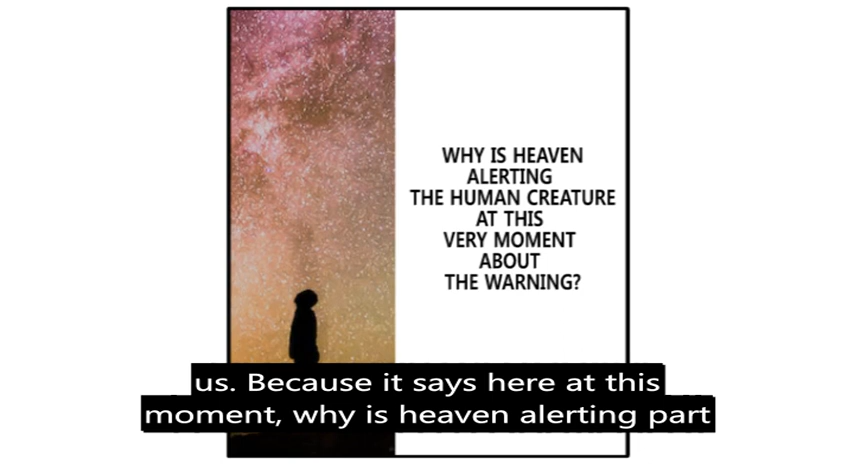 WHY IS HEAVEN
ALERTING
THE HUMAN CREATURE
AT THIS
VERY MOMENT
ABOUT
THE WARNING?
us. Because it says here at this
moment, why is heaven alerting part